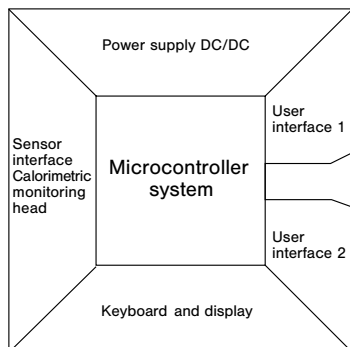 Power supply DC/DC
User
interface 1
Sensor
interface
Calorimetric
monitoring
head
Microcontroller
system
User
interface 2
Keyboard and display